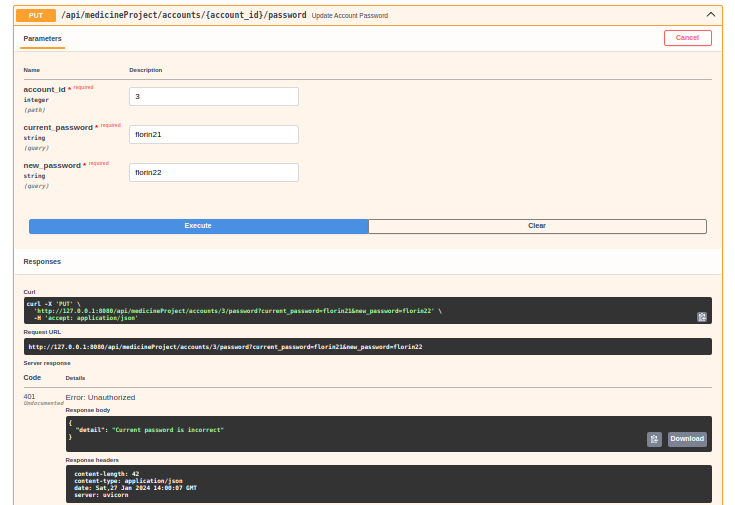 PUT /api/medicineProject/accounts/{account_id}/password Update Account Password
Parameters
Cancel
Name Description
account_id * required
integer
(path)
3
current_password * required
string
(query)
florin21
new_password * required
string
(query)
florin22
Execute Clear
Responses
Curl
curl -X 'PUT' \
'http://127.0.0.1:8080/api/medicineProject/accounts/3/password?current_password=florin21&new_password=florin22' \
-H 'accept: application/json'
Request URL
http://127.0.0.1:8080/api/medicineProject/accounts/3/password?current_password=florin21&new_password=florin22
Server response
Code Details
401
Undocumented
Error: Unauthorized
Response body
{
"detail": "Current password is incorrect"
}
Download
Response headers
content-length: 42
content-type: application/json
date: Sat,27 Jan 2024 14:00:07 GMT
server: uvicorn